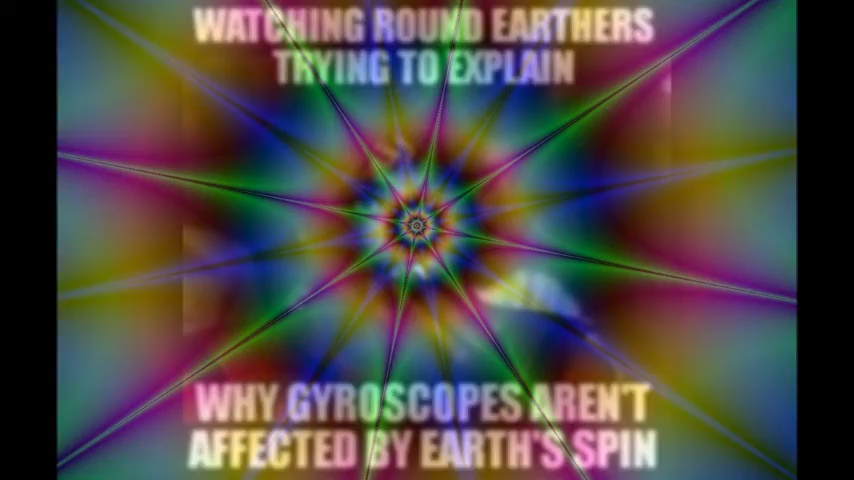 WATCHING ROUND EARTHERS
TRYING TO EXPLAIN
WHY GYROSCOPES AREN'T
AFFECTED BY EARTH'S SPIN